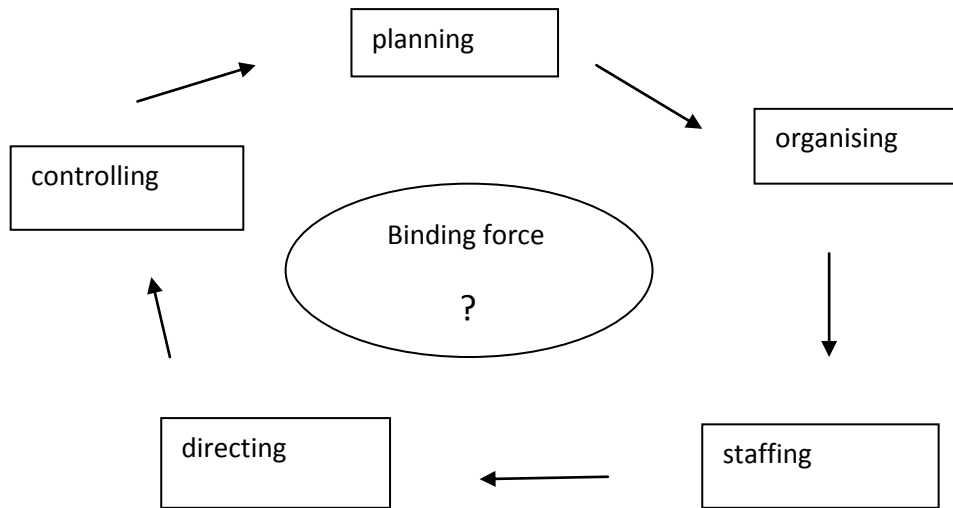 planning
organising
controlling
Binding force
?
directing
staffing